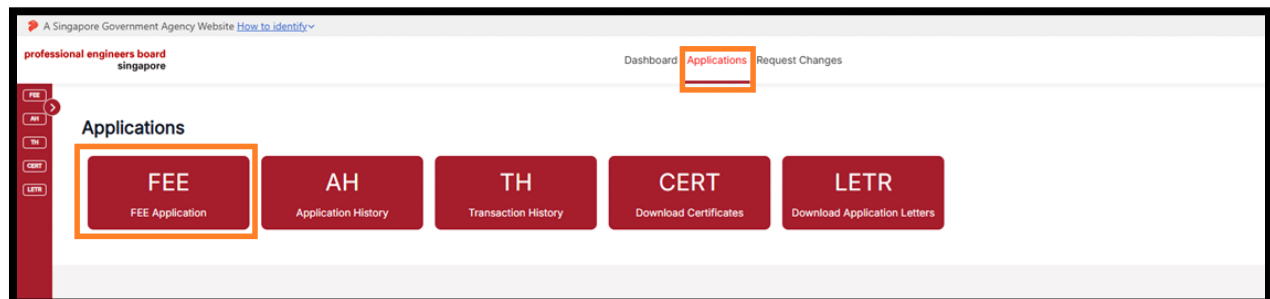 A Singapore Government Agency Website How to identify
professional engineers board
singapore
Dashboard Applications Request Changes
FEE
AH
TH
CERT
LETR
Applications
FEE
FEE Application
AH
Application History
TH
Transaction History
CERT
Download Certificates
LETR
Download Application Letters